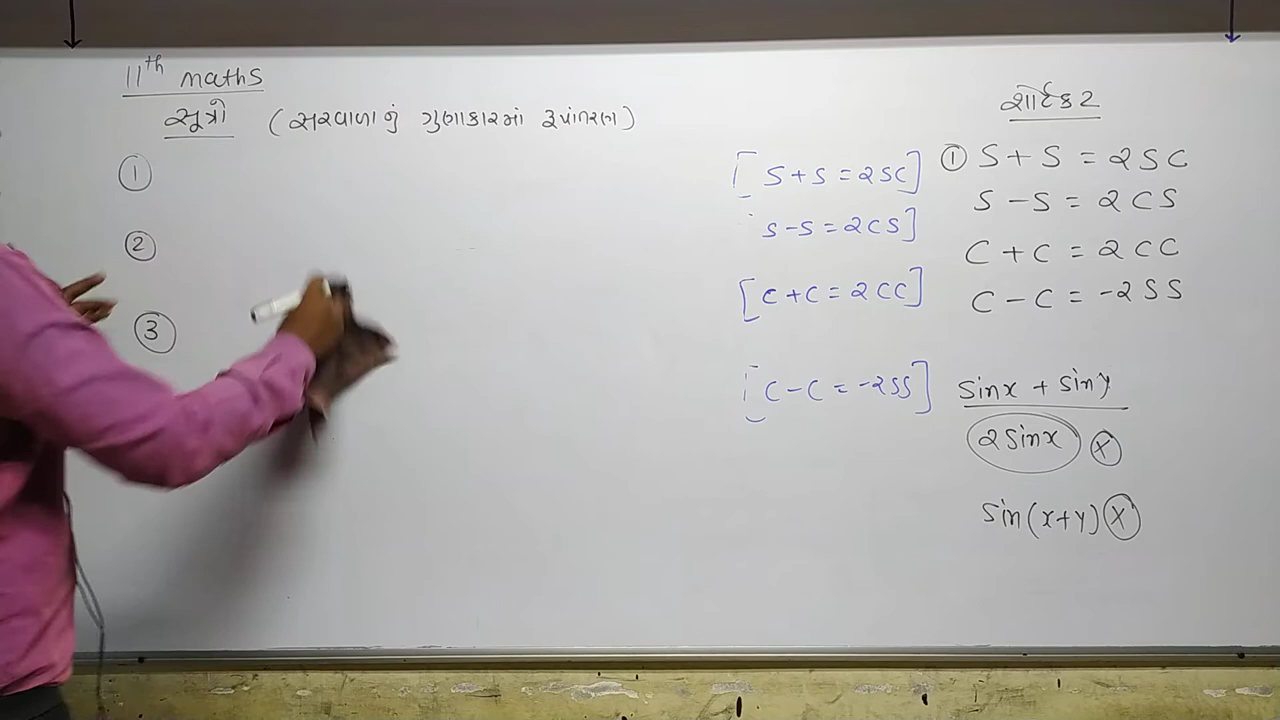 11th maths
સૂત્રો (સરવાળાનું ગુણાકારમાં રૂપાંતરણ)
①
②
③
[S+S=2SC]
S-S=2CS]
[C+C=2CC]
[C-C=-2SS]
શોર્ટકટ
① S+S=2SC
S-S=2CS
C+C=2CC
C-C=-2SS
sinx + siny
2sinx ⓧ
sin(x+y) ⓧ